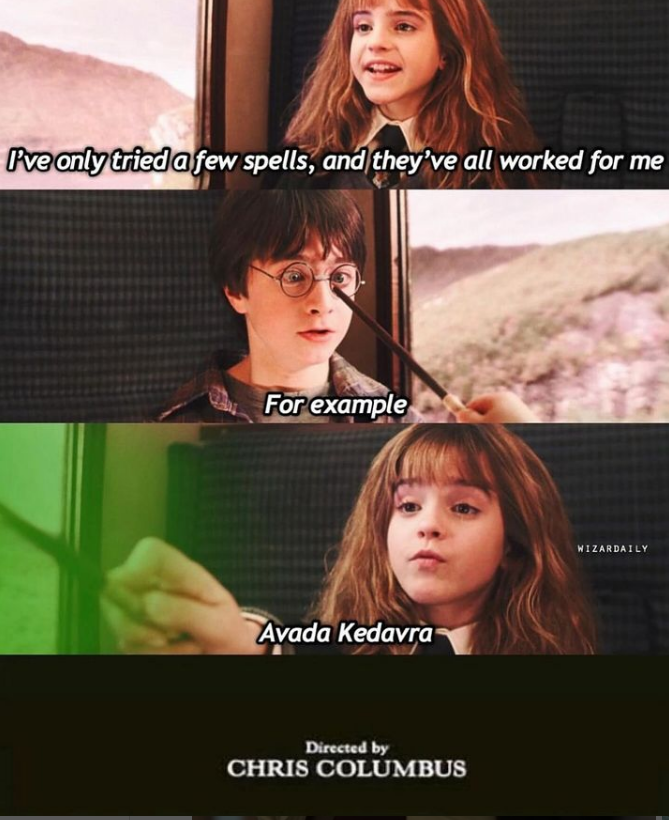 I've only tried a few spells, and they've all worked for me
For example
WIZARDAILY
Avada Kedavra
Directed by
CHRIS COLUMBUS